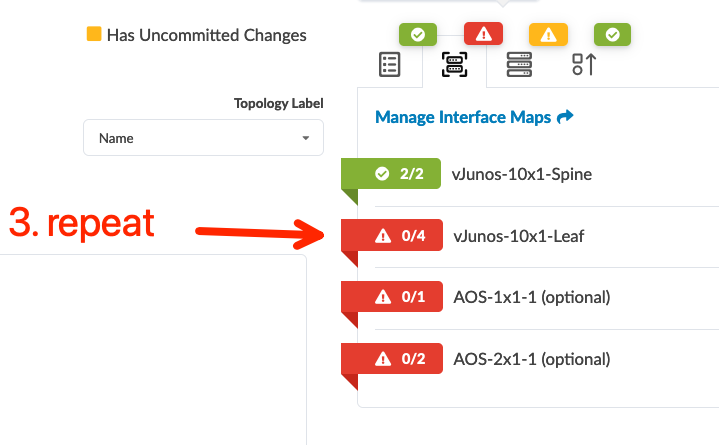 Has Uncommitted Changes
Topology Label
Name
Manage Interface Maps
2/2 vJunos-10x1-Spine
3. repeat
0/4 vJunos-10x1-Leaf
0/1 AOS-1x1-1 (optional)
0/2 AOS-2x1-1 (optional)